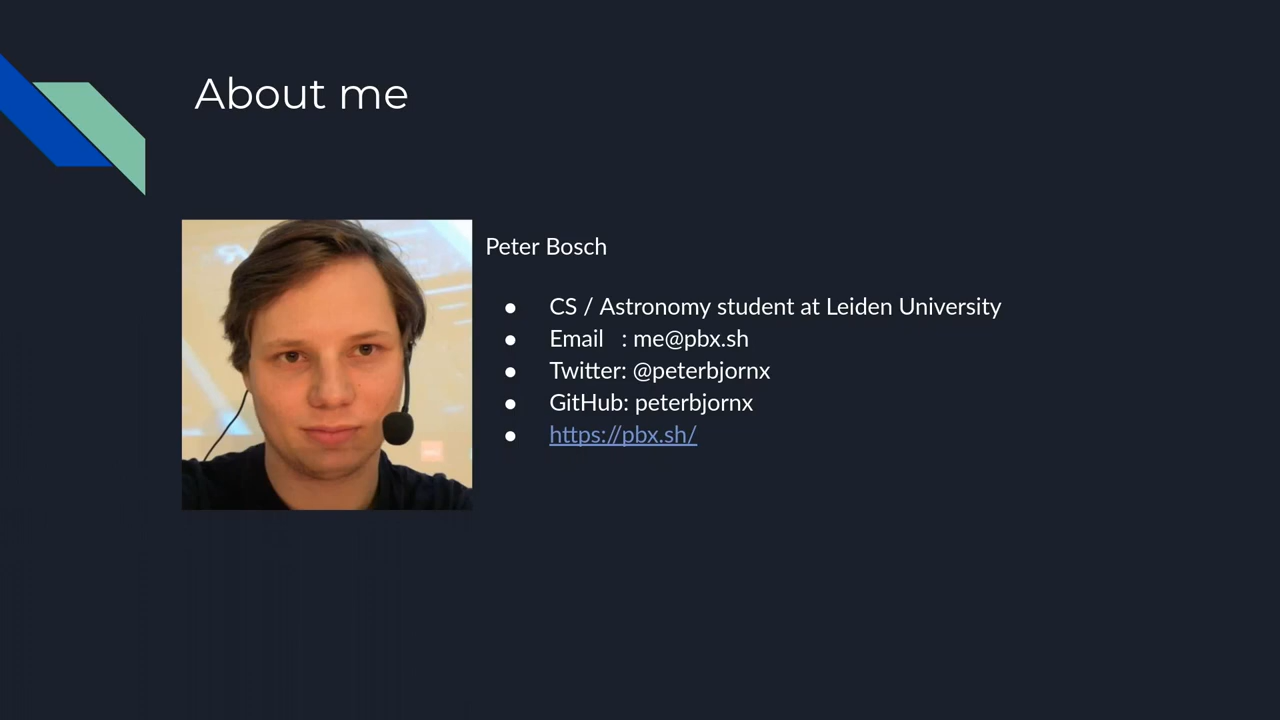 About me
Peter Bosch
● CS / Astronomy student at Leiden University
● Email : me@pbx.sh
● Twitter: @peterbjornx
● GitHub: peterbjornx
● https://pbx.sh/